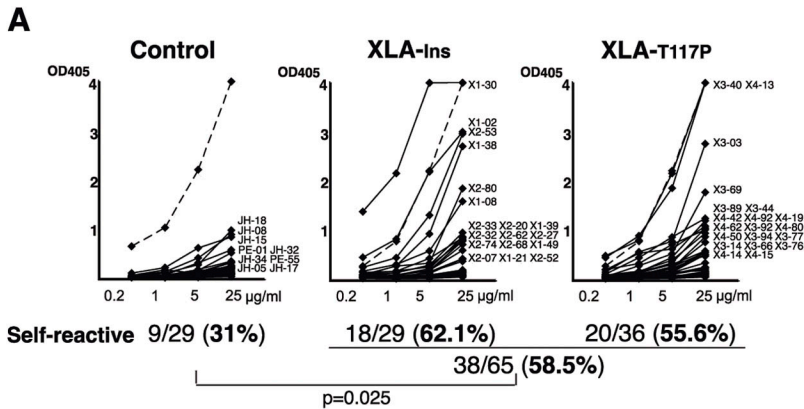 A
Control
XLA-Ins
XLA-T117P
OD405
OD405
OD405
4
3
2
1
JH-18
JH-08
JH-15
PE-01 JH-32
JH-34 PE-55
JH-05 JH-17
0.2 1 5 25 µg/ml
4
3
2
1
X1-30
X1-02
X2-53
X1-38
X2-80
X1-08
X2-33 X2-20 X1-39
X2-32 X2-62 X2-27
X2-74 X2-68 X1-49
X2-07 X1-21 X2-52
0.2 1 5 25 µg/ml
4
3
2
1
X3-40 X4-13
X3-03
X3-69
X3-89 X3-44
X4-42 X4-92 X4-19
X4-62 X3-92 X4-80
X4-50 X3-94 X3-77
X3-14 X3-66 X3-76
X4-14 X4-15
0.2 1 5 25 µg/ml
Self-reactive 9/29 (31%) 18/29 (62.1%) 20/36 (55.6%)
38/65 (58.5%)
p=0.025